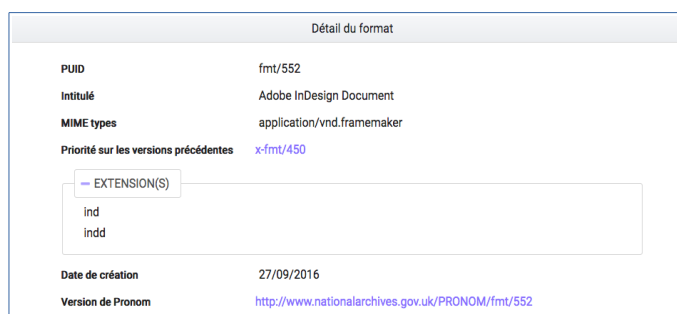 Détail du format
PUID fmt/552
Intitulé Adobe InDesign Document
MIME types application/vnd.framemaker
Priorité sur les versions précédentes x-fmt/450
– EXTENSION(S)
ind
indd
Date de création 27/09/2016
Version de Pronom http://www.nationalarchives.gov.uk/PRONOM/fmt/552